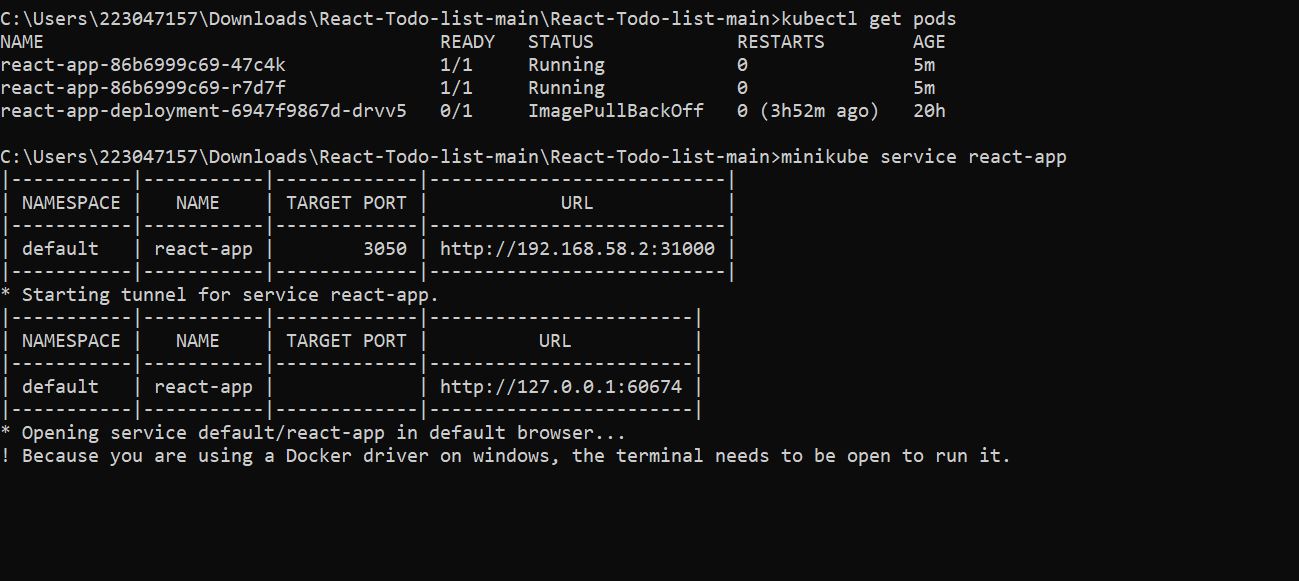 C:\Users\223047157\Downloads\React-Todo-list-main\React-Todo-list-main>kubectl get pods
NAME                                    READY   STATUS             RESTARTS        AGE
react-app-86b6999c69-47c4k              1/1     Running            0               5m
react-app-86b6999c69-r7d7f              1/1     Running            0               5m
react-app-deployment-6947f9867d-drvv5   0/1     ImagePullBackOff   0 (3h52m ago)   20h
C:\Users\223047157\Downloads\React-Todo-list-main\React-Todo-list-main>minikube service react-app
|-----------|-----------|-------------|---------------------------|
| NAMESPACE |   NAME    | TARGET PORT |            URL            |
|-----------|-----------|-------------|---------------------------|
| default   | react-app |        3050 | http://192.168.58.2:31000 |
|-----------|-----------|-------------|---------------------------|
* Starting tunnel for service react-app.
|-----------|-----------|-------------|------------------------|
| NAMESPACE |   NAME    | TARGET PORT |          URL           |
|-----------|-----------|-------------|------------------------|
| default   | react-app |             | http://127.0.0.1:60674 |
|-----------|-----------|-------------|------------------------|
* Opening service default/react-app in default browser...
! Because you are using a Docker driver on windows, the terminal needs to be open to run it.